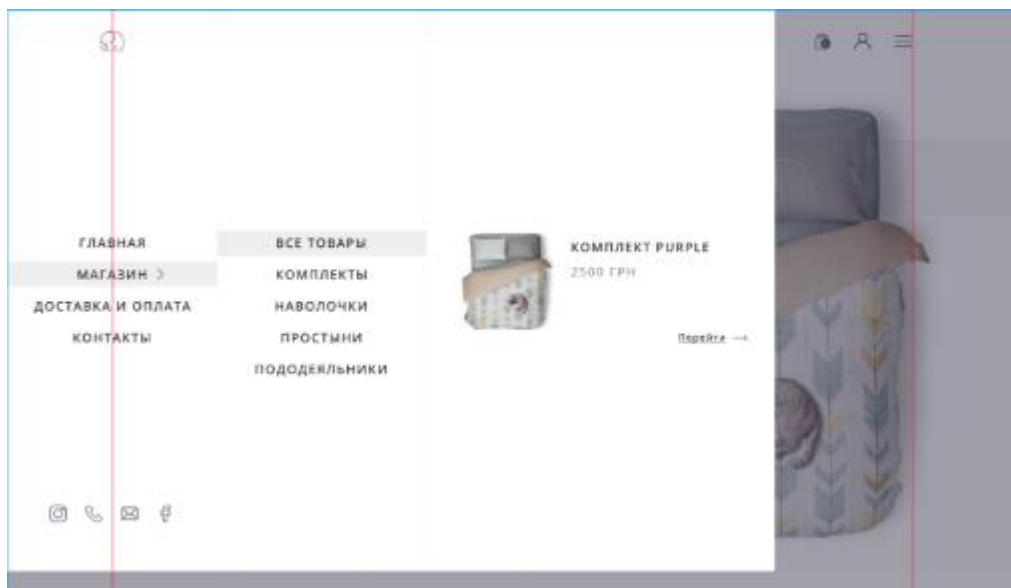 ГЛАВНАЯ
МАГАЗИН
ДОСТАВКА И ОПЛАТА
КОНТАКТЫ
ВСЕ ТОВАРЫ
КОМПЛЕКТЫ
НАВОЛОЧКИ
ПРОСТЫНИ
ПОДОДЕЯЛЬНИКИ
КОМПЛЕКТ PURPLE
2500 ГРН
Перейти →